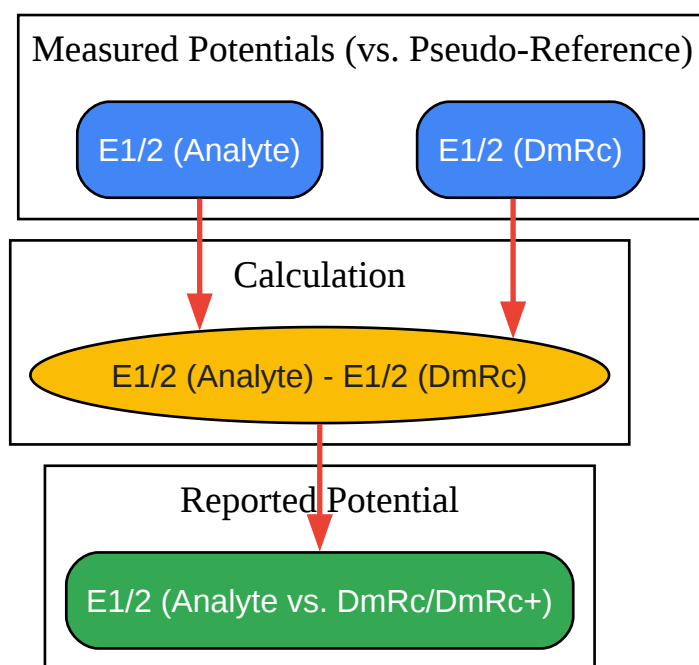 Measured Potentials (vs. Pseudo-Reference)
E1/2 (Analyte)
E1/2 (DmRc)
Calculation
E1/2 (Analyte) - E1/2 (DmRc)
Reported Potential
E1/2 (Analyte vs. DmRc/DmRc+)